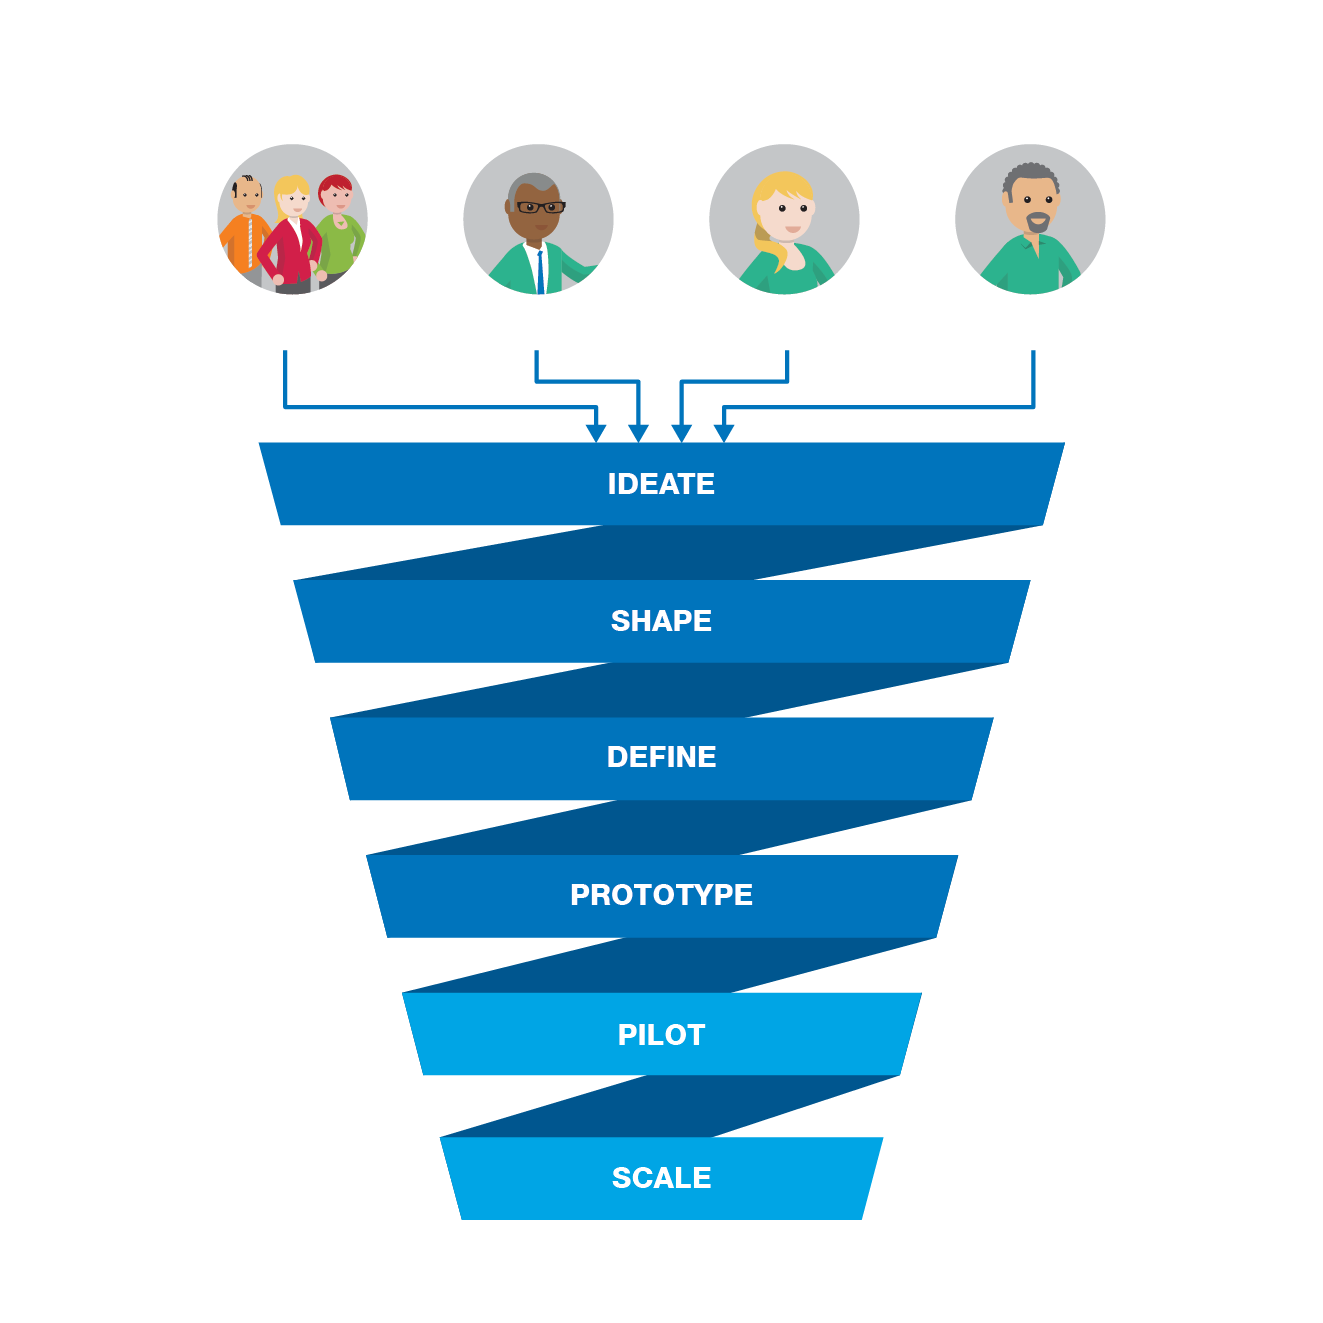 IDEATE
SHAPE
DEFINE
PROTOTYPE
PILOT
SCALE